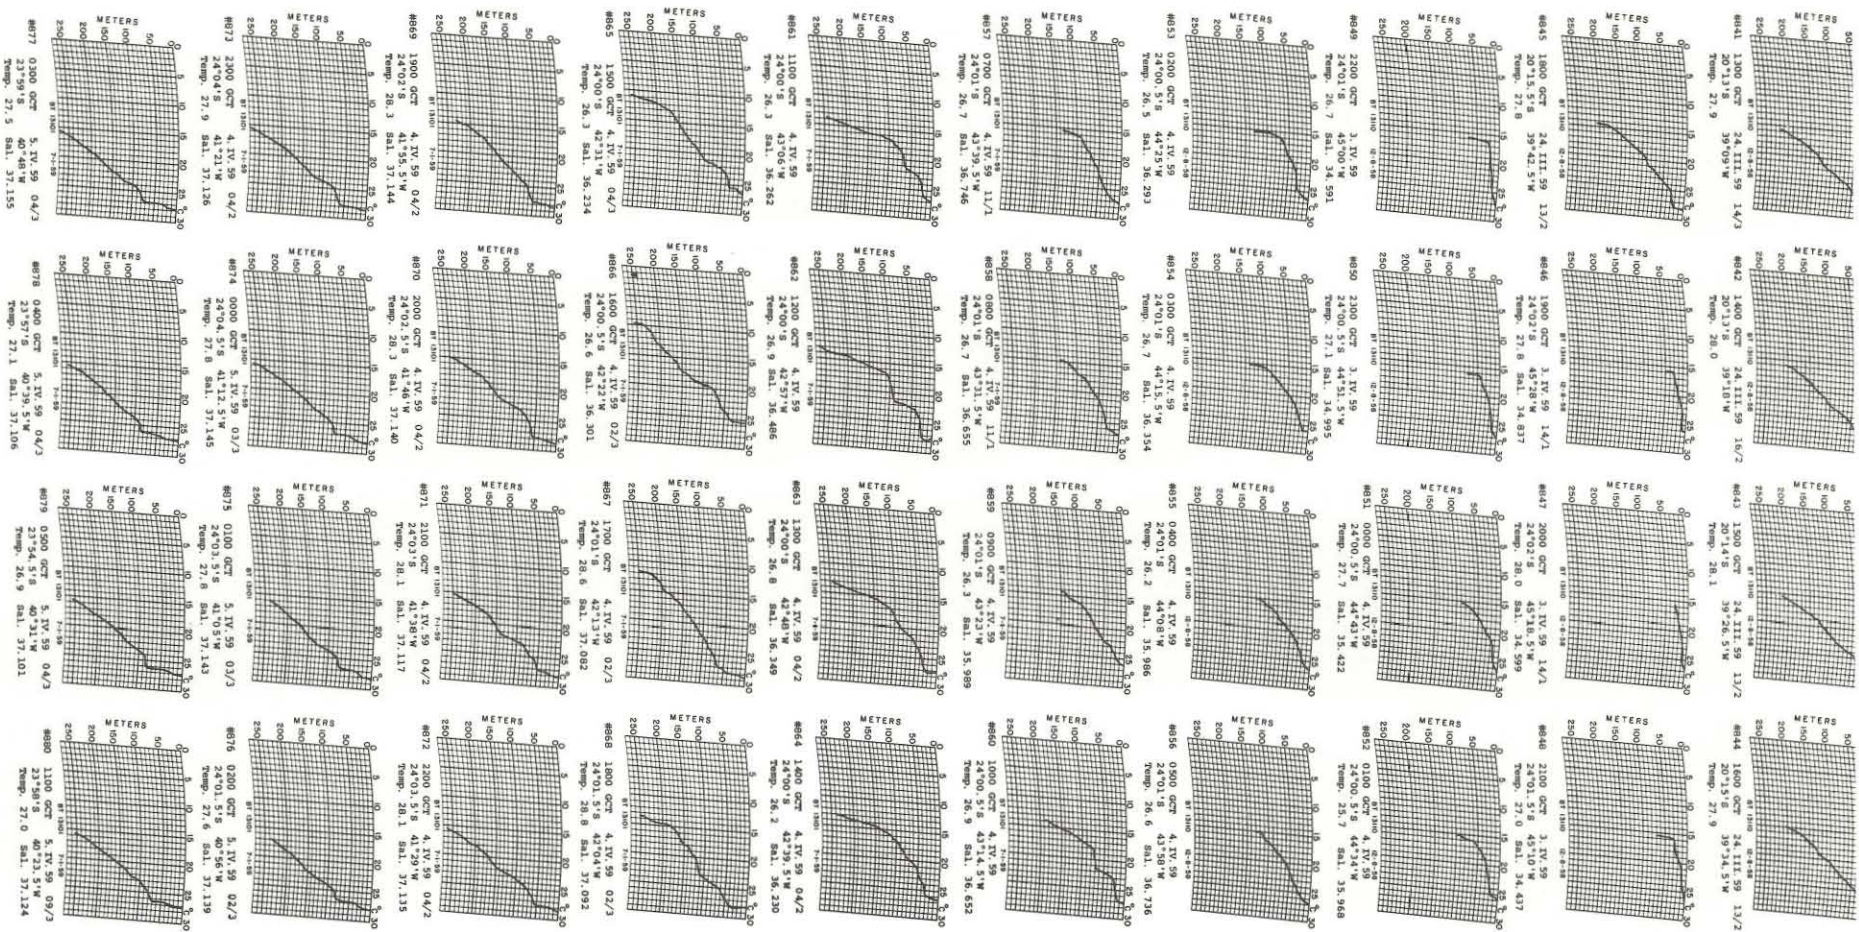 #841 1300 GCT 24.III.59 14/3
20°13'S 39°09'W
Temp. 27.9
#842 1400 GCT 24.III.59 16/2
20°13'S 39°18'W
Temp. 28.0
#843 1500 GCT 24.III.59 13/2
20°14'S 39°26.5'W
Temp. 28.1
#844 1600 GCT 24.III.59 13/2
20°15'S 39°34.5'W
Temp. 27.9
#845 1800 GCT 24.III.59 13/2
20°15.5'S 39°42.5'W
Temp. 27.8
#846 1900 GCT 3.IV.59 14/1
24°02'S 45°28'W
Temp. 27.8 Sal. 34.837
#847 2000 GCT 3.IV.59 14/1
24°02'S 45°18.5'W
Temp. 28.0 Sal. 34.599
#848 2100 GCT 3.IV.59
24°01.5'S 45°10'W
Temp. 27.0 Sal. 34.437
#849 2200 GCT 3.IV.59
24°01'S 45°00'W
Temp. 26.7 Sal. 34.591
#850 2300 GCT 3.IV.59
24°00.5'S 44°51.5'W
Temp. 27.1 Sal. 34.995
#851 0000 GCT 4.IV.59
24°00.5'S 44°43'W
Temp. 27.7 Sal. 35.422
#852 0100 GCT 4.IV.59
24°00.5'S 44°34'W
Temp. 25.7 Sal. 35.968
#853 0200 GCT 4.IV.59
24°00.5'S 44°25'W
Temp. 26.5 Sal. 36.293
#854 0300 GCT 4.IV.59
24°01'S 44°15.5'W
Temp. 26.7 Sal. 36.354
#855 0400 GCT 4.IV.59
24°01'S 44°08'W
Temp. 26.2 Sal. 35.986
#856 0500 GCT 4.IV.59
24°01'S 43°58'W
Temp. 26.6 Sal. 36.736
#857 0700 GCT 4.IV.59 11/1
24°01'S 43°39.5'W
Temp. 26.7 Sal. 36.746
#858 0800 GCT 4.IV.59 11/1
24°01'S 43°31.5'W
Temp. 26.7 Sal. 36.655
#859 0900 GCT 4.IV.59
24°01'S 43°23'W
Temp. 26.3 Sal. 35.989
#860 1000 GCT 4.IV.59
24°00.5'S 43°14.5'W
Temp. 26.9 Sal. 36.652
#861 1100 GCT 4.IV.59
24°00'S 43°06'W
Temp. 26.3 Sal. 36.262
#862 1200 GCT 4.IV.59
24°00'S 42°57'W
Temp. 26.9 Sal. 36.486
#863 1300 GCT 4.IV.59 04/2
24°00'S 42°48'W
Temp. 26.8 Sal. 36.349
#864 1400 GCT 4.IV.59 04/2
24°00'S 42°39.5'W
Temp. 26.2 Sal. 36.230
#865 1500 GCT 4.IV.59 04/3
24°00'S 42°31'W
Temp. 26.3 Sal. 36.234
#866 1600 GCT 4.IV.59 02/3
24°00.5'S 42°22'W
Temp. 26.6 Sal. 36.301
#867 1700 GCT 4.IV.59 02/3
24°01'S 42°13'W
Temp. 28.6 Sal. 37.082
#868 1800 GCT 4.IV.59 02/3
24°01.5'S 42°04'W
Temp. 28.8 Sal. 37.092
#869 1900 GCT 4.IV.59 04/2
24°02'S 41°55.5'W
Temp. 28.3 Sal. 37.144
#870 2000 GCT 4.IV.59 04/2
24°02.5'S 41°46'W
Temp. 28.3 Sal. 37.140
#871 2100 GCT 4.IV.59 04/2
24°03'S 41°38'W
Temp. 28.1 Sal. 37.117
#872 2200 GCT 4.IV.59 04/2
24°03.5'S 41°29'W
Temp. 28.1 Sal. 37.135
#873 2300 GCT 4.IV.59 04/2
24°04'S 41°21'W
Temp. 27.9 Sal. 37.126
#874 0000 GCT 5.IV.59 03/3
24°04.5'S 41°12.5'W
Temp. 27.8 Sal. 37.145
#875 0100 GCT 5.IV.59 03/3
24°03.5'S 41°05'W
Temp. 27.8 Sal. 37.143
#876 0200 GCT 5.IV.59 02/3
24°01.5'S 40°56'W
Temp. 27.6 Sal. 37.139
#877 0300 GCT 5.IV.59 04/3
23°59'S 40°48'W
Temp. 27.5 Sal. 37.155
#878 0400 GCT 5.IV.59 04/3
23°57'S 40°39.5'W
Temp. 27.1 Sal. 37.106
#879 0500 GCT 5.IV.59 04/3
23°54.5'S 40°31'W
Temp. 26.9 Sal. 37.101
#880 1100 GCT 5.IV.59 09/3
23°58'S 40°23.5'W
Temp. 27.0 Sal. 37.124